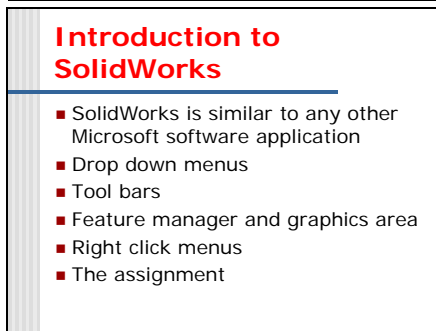 Introduction to
SolidWorks
■ SolidWorks is similar to any other
Microsoft software application
■ Drop down menus
■ Tool bars
■ Feature manager and graphics area
■ Right click menus
■ The assignment